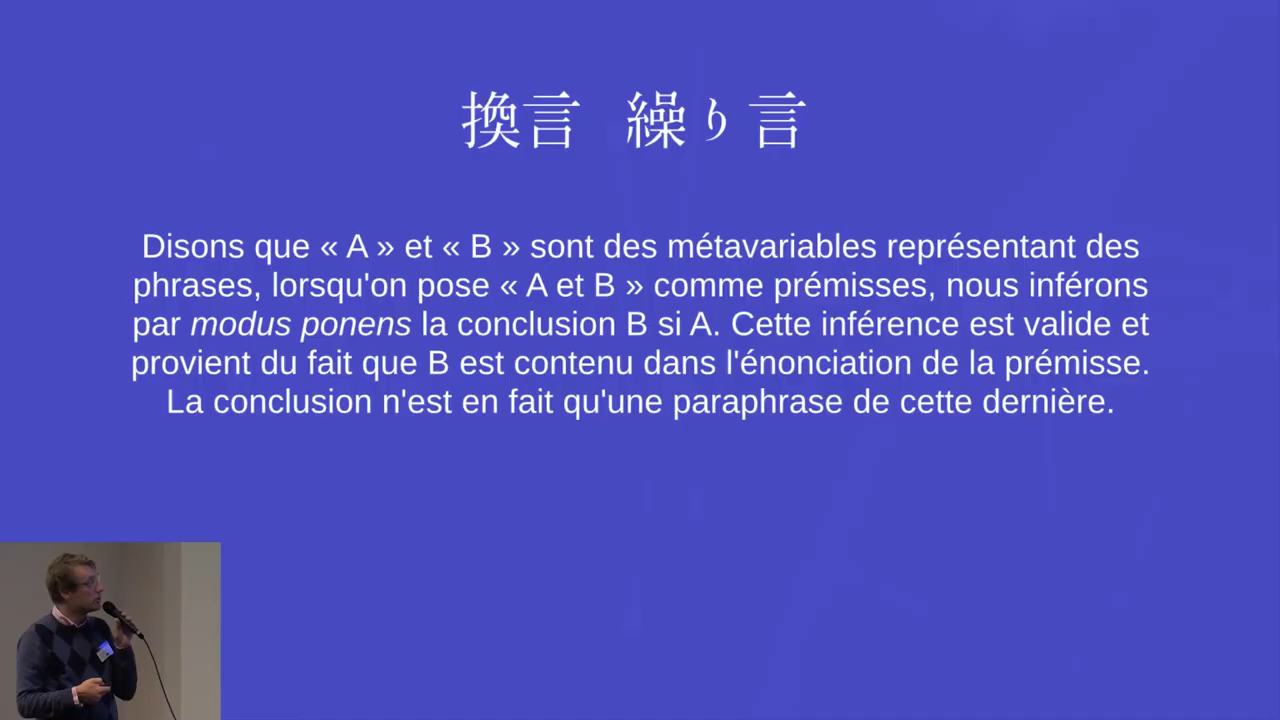 換言 繰り言
Disons que « A » et « B » sont des métavariables représentant des
phrases, lorsqu'on pose « A et B » comme prémisses, nous inférons
par modus ponens la conclusion B si A. Cette inférence est valide et
provient du fait que B est contenu dans l'énonciation de la prémisse.
La conclusion n'est en fait qu'une paraphrase de cette dernière.